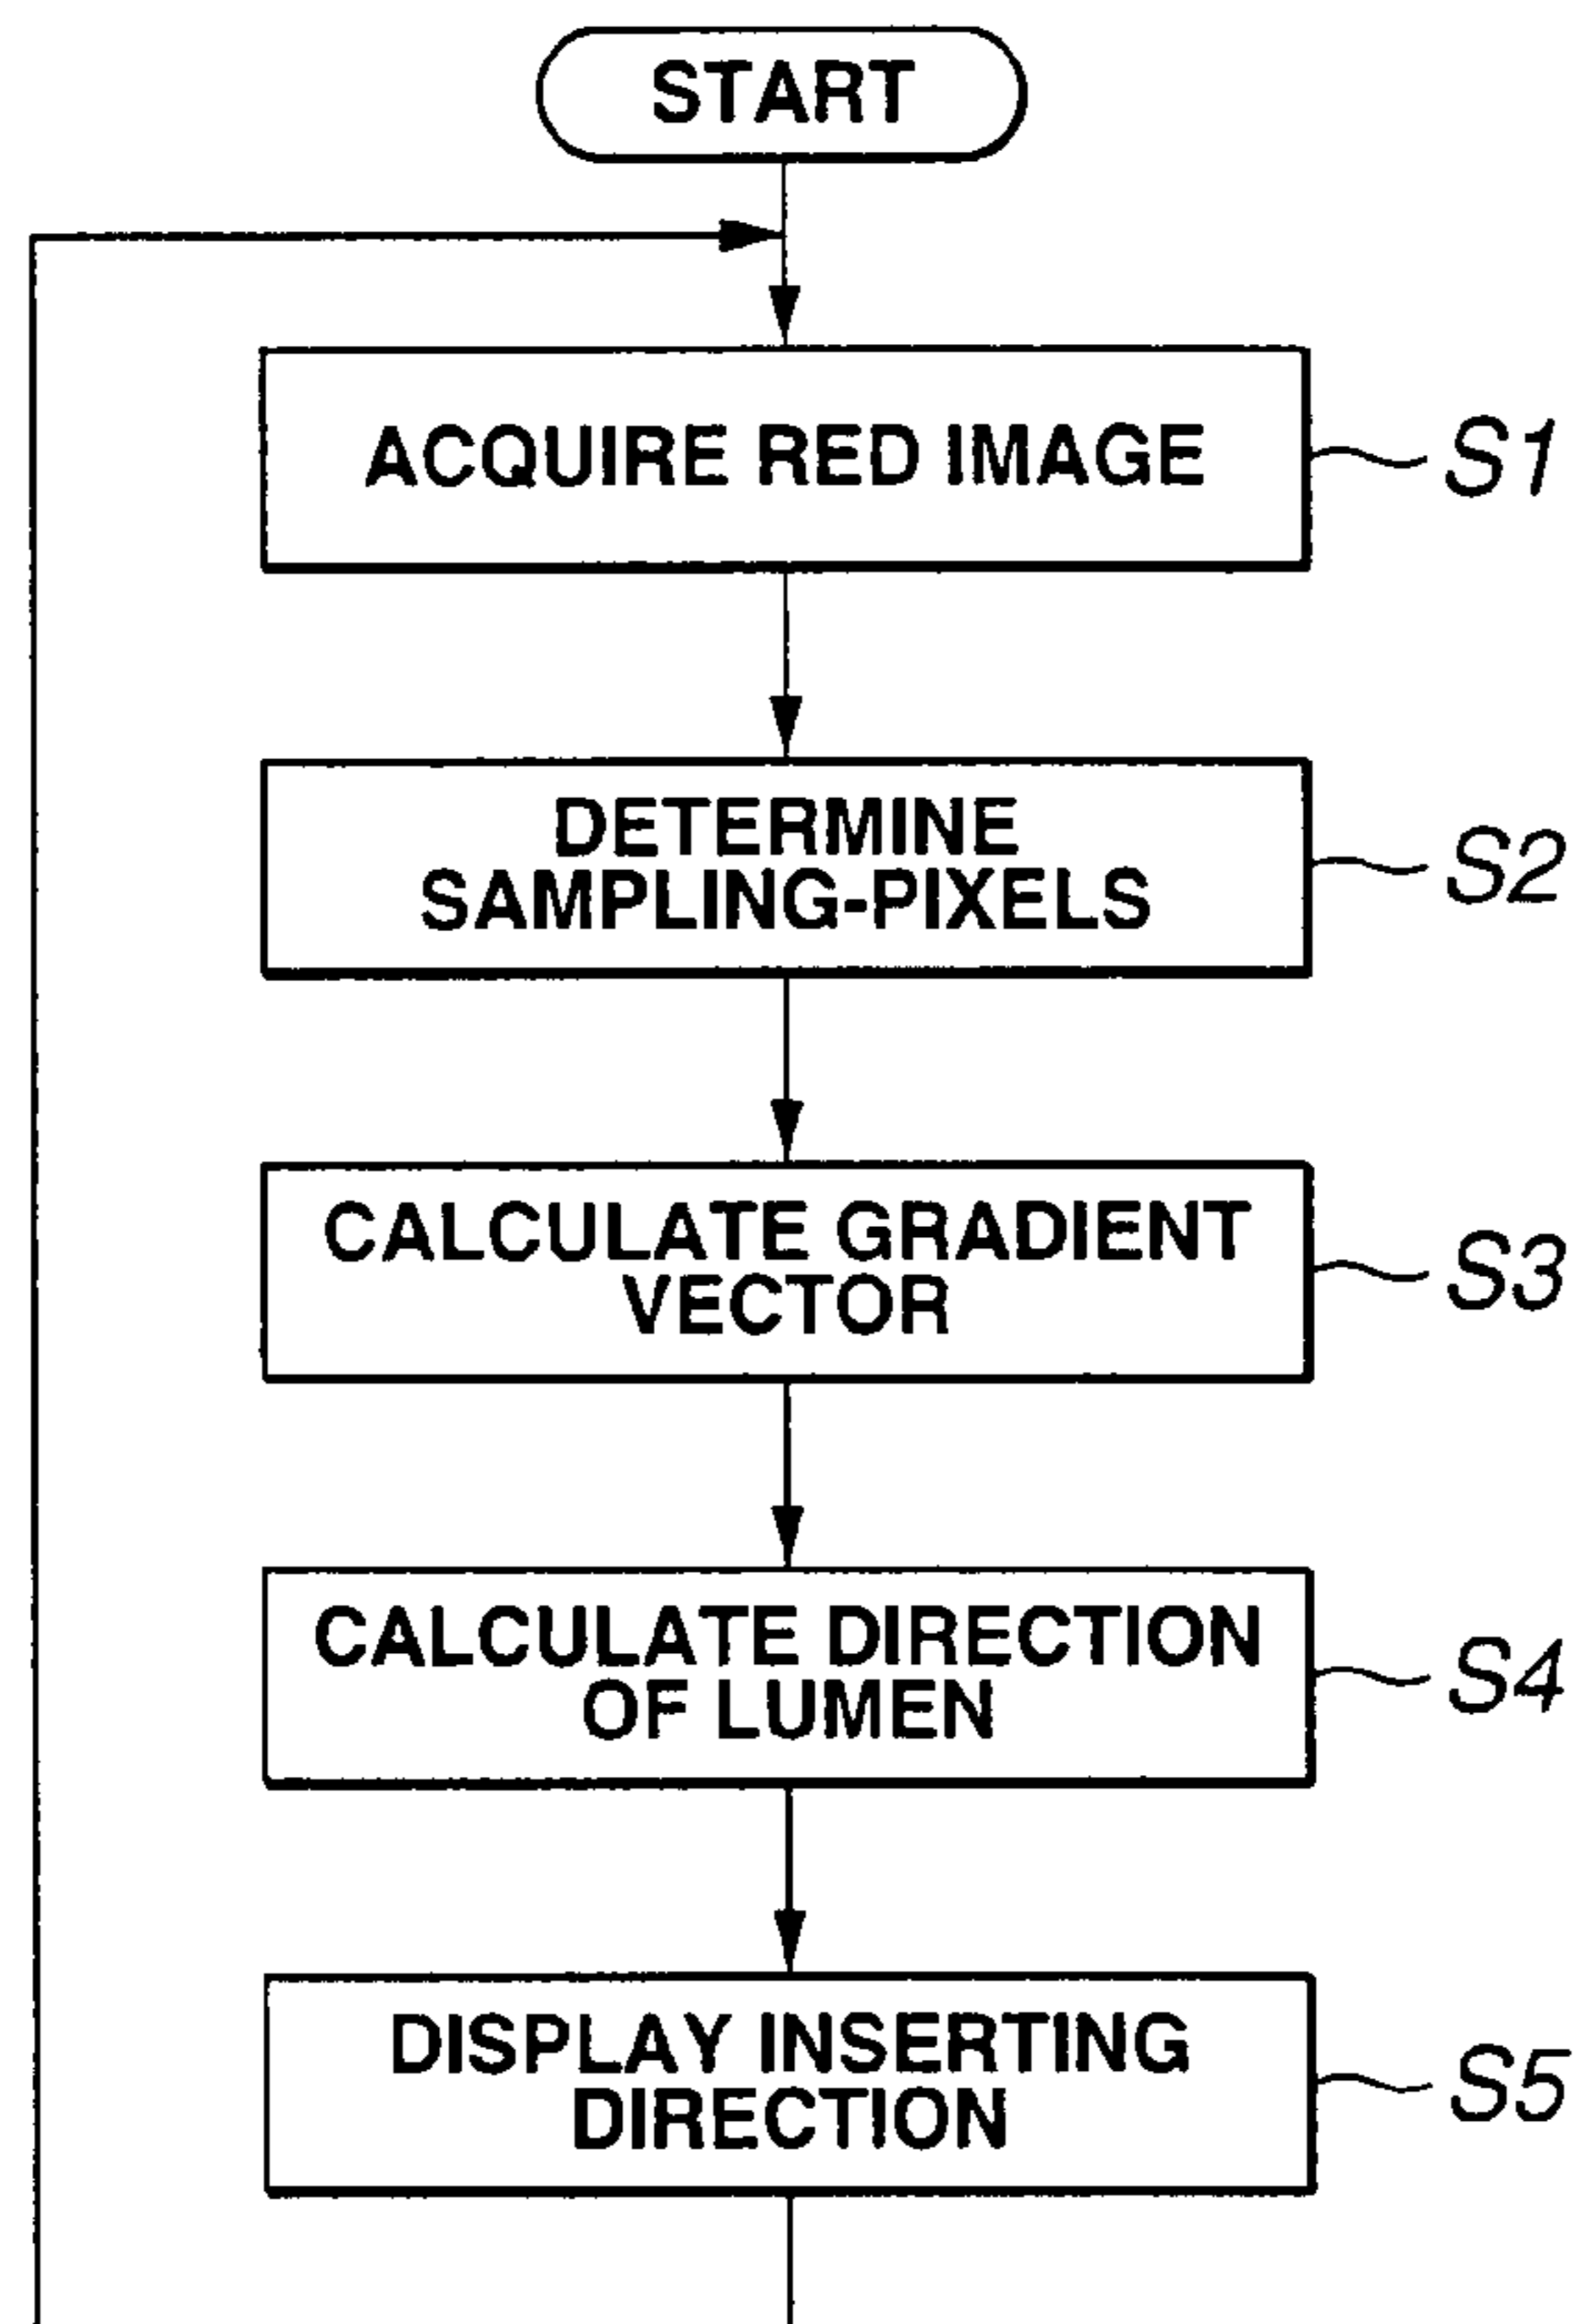 START
ACQUIRE RED IMAGE
S1
DETERMINE
SAMPLING-PIXELS
S2
CALCULATE GRADIENT
VECTOR
S3
CALCULATE DIRECTION
OF LUMEN
S4
DISPLAY INSERTING
DIRECTION
S5